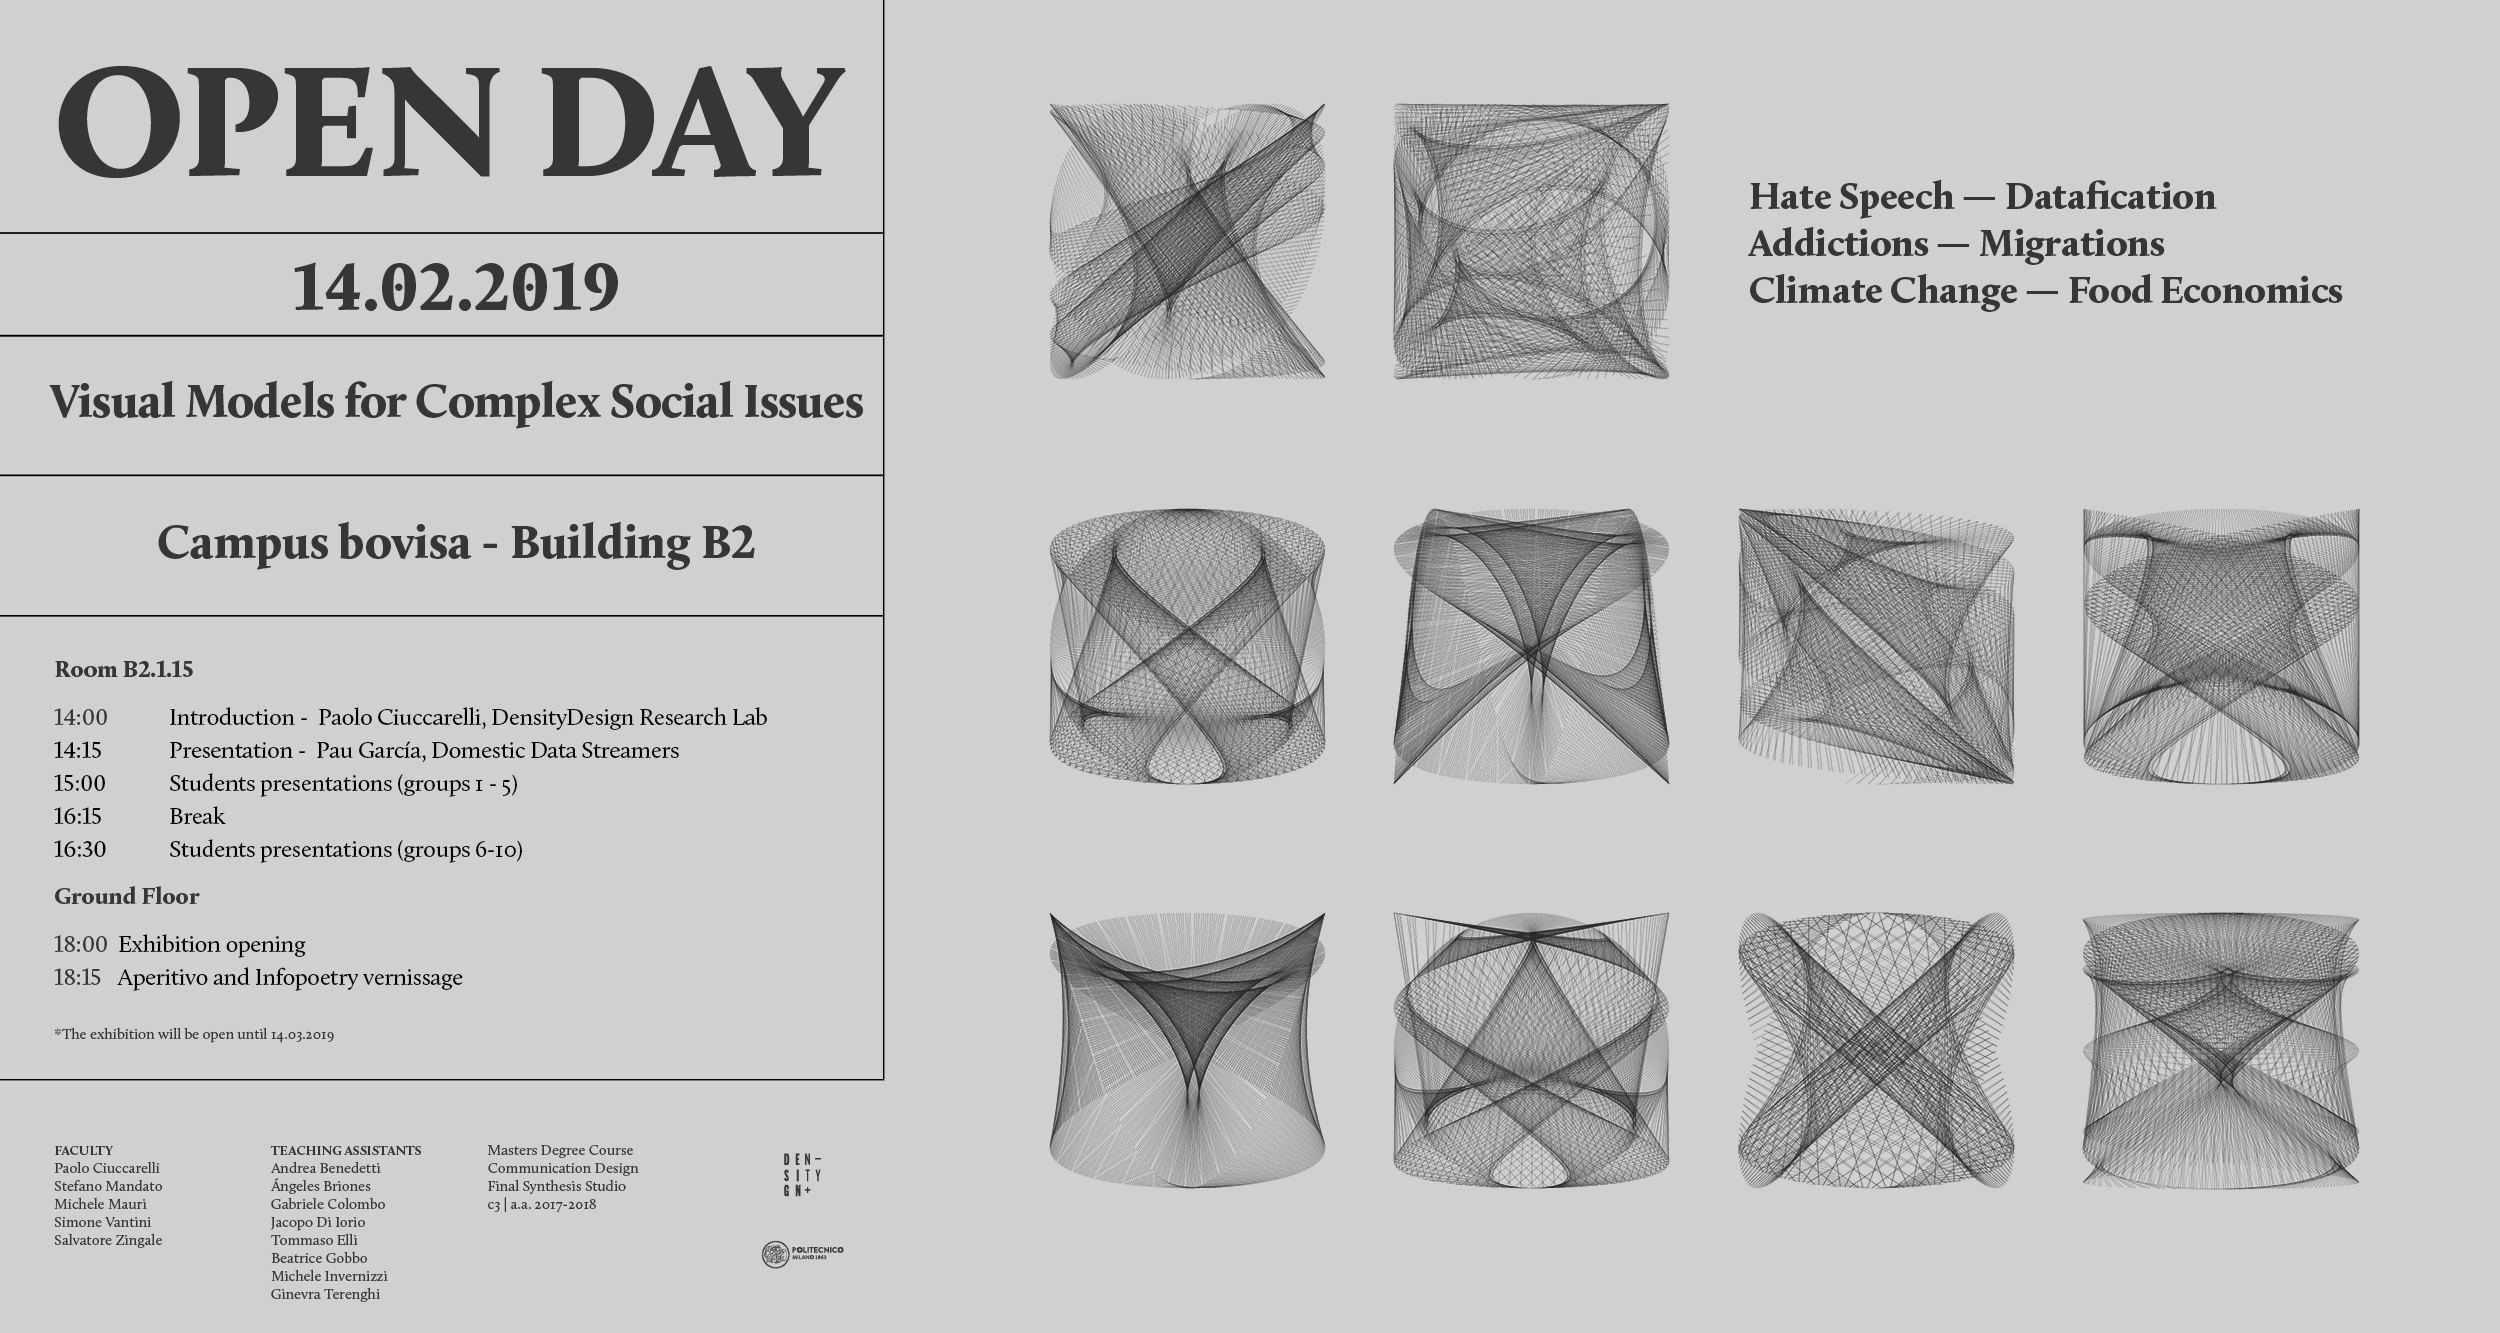 OPEN DAY
14.02.2019
Visual Models for Complex Social Issues
Campus bovisa - Building B2
Room B2.1.15
14:00 Introduction - Paolo Ciuccarelli, DensityDesign Research Lab
14:15 Presentation - Pau García, Domestic Data Streamers
15:00 Students presentations (groups 1 - 5)
16:15 Break
16:30 Students presentations (groups 6-10)
Ground Floor
18:00 Exhibition opening
18:15 Aperitivo and Infopoetry vernissage
*The exhibition will be open until 14.03.2019
FACULTY
Paolo Ciuccarelli
Stefano Mandato
Michele Mauri
Simone Vantini
Salvatore Zingale
TEACHING ASSISTANTS
Andrea Benedetti
Ángeles Briones
Gabriele Colombo
Jacopo Di Iorio
Tommaso Elli
Beatrice Gobbo
Michele Invernizzi
Ginevra Terenghi
Masters Degree Course
Communication Design
Final Synthesis Studio
c3 | a.a. 2017-2018
DEN–
SITY
GN+
POLITECNICO
MILANO 1863
Hate Speech — Datafication
Addictions — Migrations
Climate Change — Food Economics